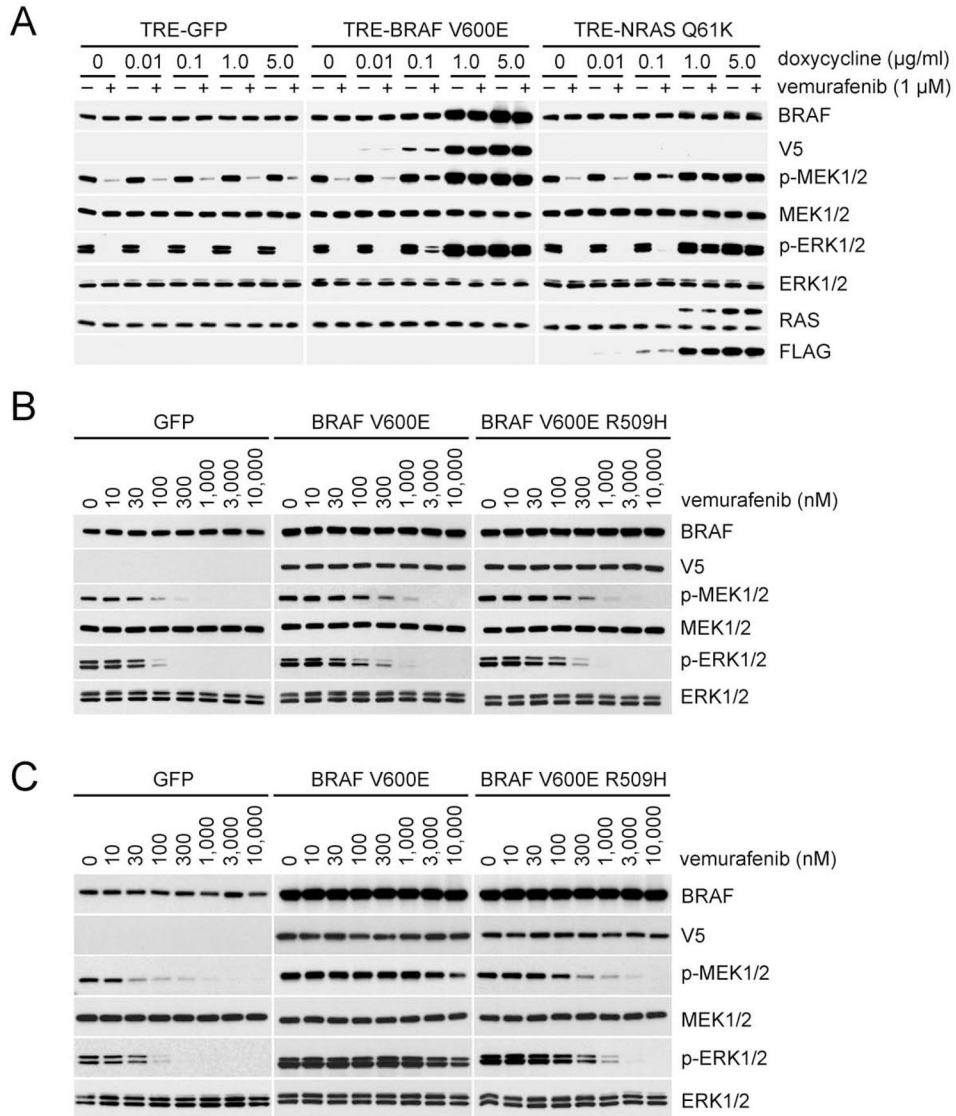 A
TRE-GFP TRE-BRAF V600E TRE-NRAS Q61K
0 0.01 0.1 1.0 5.0 0 0.01 0.1 1.0 5.0 0 0.01 0.1 1.0 5.0 doxycycline (µg/ml)
– + – + – + – + – + – + – + – + – + – + – + – + – + – + – + vemurafenib (1 µM)
BRAF
V5
p-MEK1/2
MEK1/2
p-ERK1/2
ERK1/2
RAS
FLAG
B
GFP BRAF V600E BRAF V600E R509H
0 10 30 100 300 1,000 3,000 10,000 0 10 30 100 300 1,000 3,000 10,000 0 10 30 100 300 1,000 3,000 10,000 vemurafenib (nM)
BRAF
V5
p-MEK1/2
MEK1/2
p-ERK1/2
ERK1/2
C
GFP BRAF V600E BRAF V600E R509H
0 10 30 100 300 1,000 3,000 10,000 0 10 30 100 300 1,000 3,000 10,000 0 10 30 100 300 1,000 3,000 10,000 vemurafenib (nM)
BRAF
V5
p-MEK1/2
MEK1/2
p-ERK1/2
ERK1/2